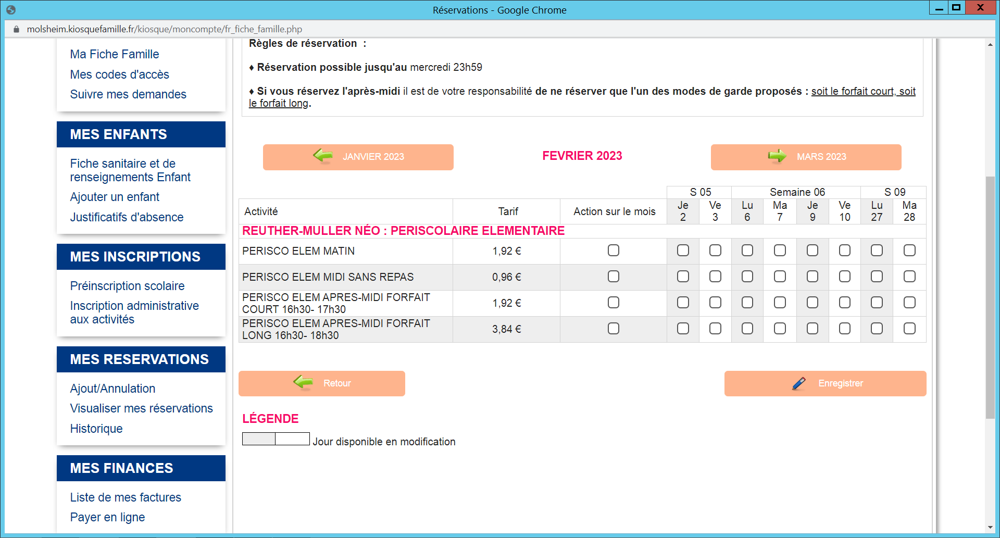 Réservations - Google Chrome
molsheim.kiosquefamille.fr/kiosque/moncompte/fr_fiche_famille.php
Ma Fiche Famille
Mes codes d'accès
Suivre mes demandes
MES ENFANTS
Fiche sanitaire et de
renseignements Enfant
Ajouter un enfant
Justificatifs d'absence
MES INSCRIPTIONS
Préinscription scolaire
Inscription administrative
aux activités
MES RESERVATIONS
Ajout/Annulation
Visualiser mes réservations
Historique
MES FINANCES
Liste de mes factures
Payer en ligne
Règles de réservation :
♦ Réservation possible jusqu'au mercredi 23h59
♦ Si vous réservez l'après-midi il est de votre responsabilité de ne réserver que l'un des modes de garde proposés : soit le forfait court, soit
le forfait long.
JANVIER 2023
FEVRIER 2023
MARS 2023
S 05 Semaine 06 S 09
Activité Tarif Action sur le mois Je Ve Lu Ma Je Ve Lu Ma
2 3 6 7 9 10 27 28
REUTHER-MULLER NÉO : PERISCOLAIRE ELEMENTAIRE
PERISCO ELEM MATIN 1,92 €
PERISCO ELEM MIDI SANS REPAS 0,96 €
PERISCO ELEM APRES-MIDI FORFAIT
COURT 16h30- 17h30 1,92 €
PERISCO ELEM APRES-MIDI FORFAIT
LONG 16h30- 18h30 3,84 €
Retour
Enregistrer
LÉGENDE
Jour disponible en modification